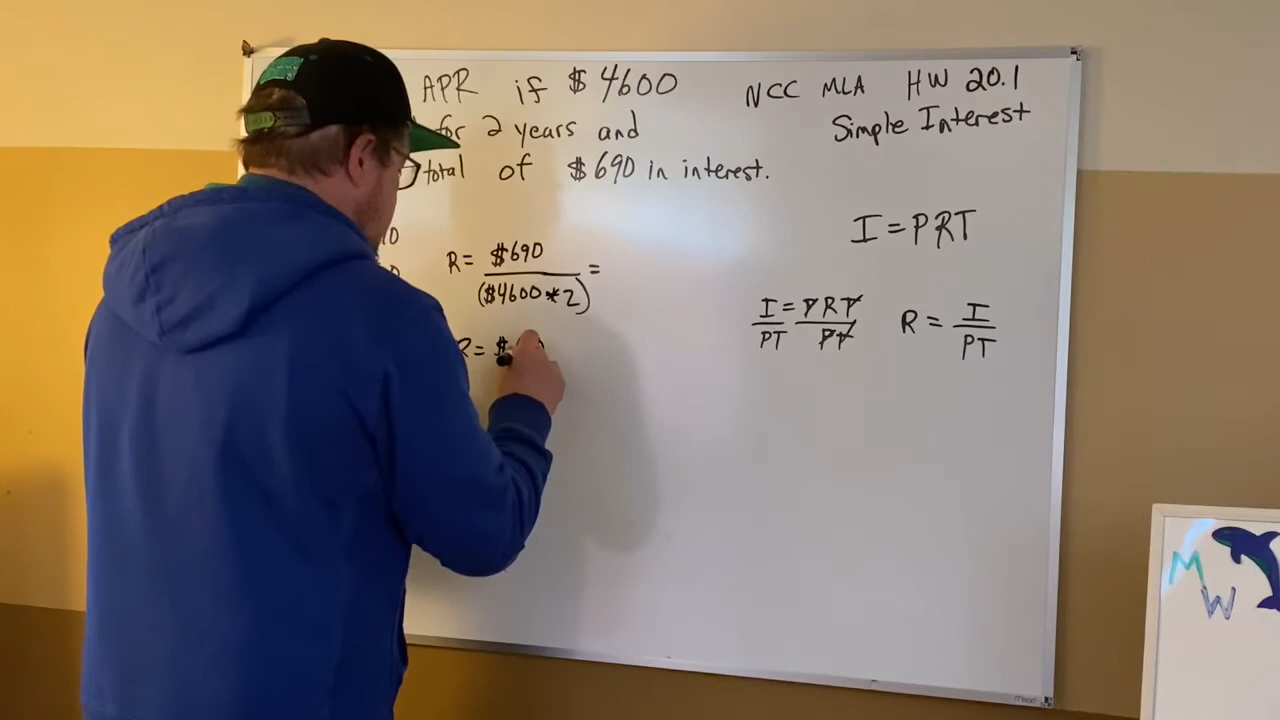 APR if $ 4600
for 2 years and
total of $690 in interest.
NCC MLA HW 20.1
Simple Interest
I = PRT
R = $690 / ($4600 * 2) =
I = PRT
PT PT
R = I / PT
R = $
M
W